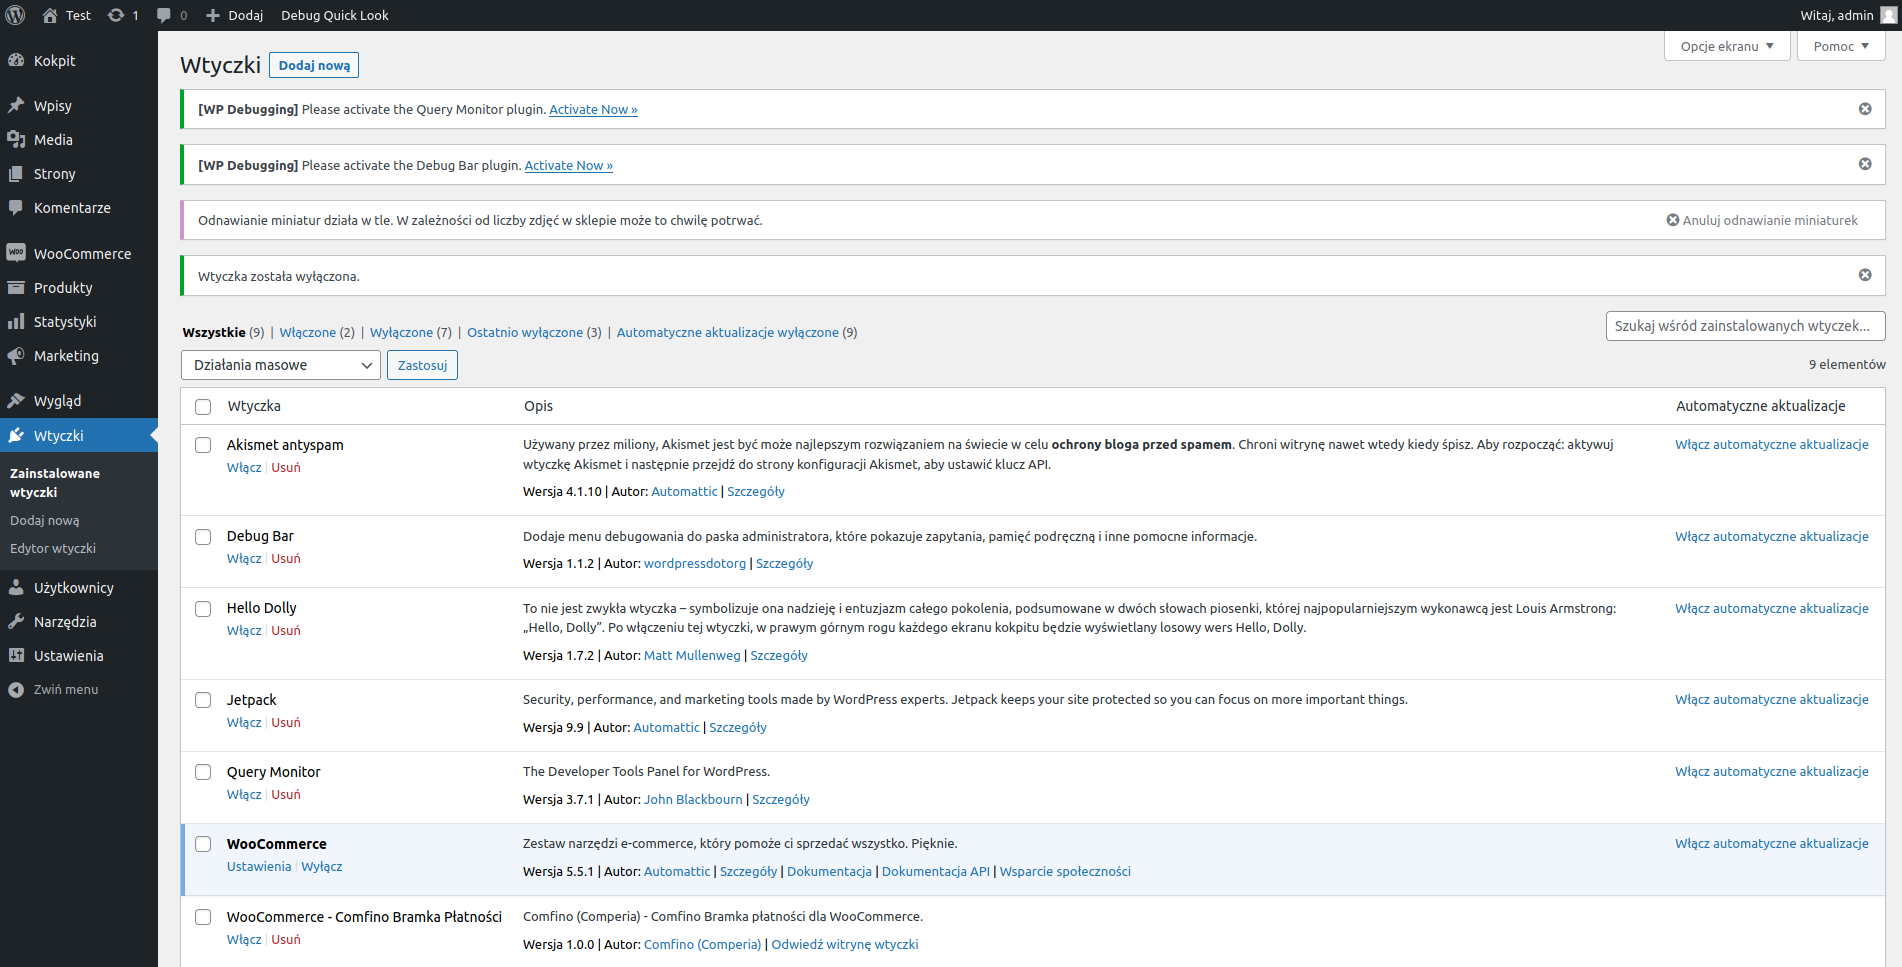 Test 1 0 Dodaj Debug Quick Look Witaj, admin
Kokpit
Wpisy
Media
Strony
Komentarze
WOO WooCommerce
Produkty
Statystyki
Marketing
Wygląd
Wtyczki
Zainstalowane
wtyczki
Dodaj nową
Edytor wtyczki
Użytkownicy
Narzędzia
Ustawienia
Zwiń menu
Opcje ekranu Pomoc
Wtyczki Dodaj nową
[WP Debugging] Please activate the Query Monitor plugin. Activate Now »
[WP Debugging] Please activate the Debug Bar plugin. Activate Now »
Odnawianie miniatur działa w tle. W zależności od liczby zdjęć w sklepie może to chwilę potrwać. Anuluj odnawianie miniaturek
Wtyczka została wyłączona.
Wszystkie (9) | Włączone (2) | Wyłączone (7) | Ostatnio wyłączone (3) | Automatyczne aktualizacje wyłączone (9)
Szukaj wśród zainstalowanych wtyczek...
Działania masowe Zastosuj 9 elementów
Wtyczka Opis Automatyczne aktualizacje
Akismet antyspam
Włącz | Usuń
Używany przez miliony, Akismet jest być może najlepszym rozwiązaniem na świecie w celu ochrony bloga przed spamem. Chroni witrynę nawet wtedy kiedy śpisz. Aby rozpocząć: aktywuj
wtyczkę Akismet i następnie przejdź do strony konfiguracji Akismet, aby ustawić klucz API.
Wersja 4.1.10 | Autor: Automattic | Szczegóły
Włącz automatyczne aktualizacje
Debug Bar
Włącz | Usuń
Dodaje menu debugowania do paska administratora, które pokazuje zapytania, pamięć podręczną i inne pomocne informacje.
Wersja 1.1.2 | Autor: wordpressdotorg | Szczegóły
Włącz automatyczne aktualizacje
Hello Dolly
Włącz | Usuń
To nie jest zwykła wtyczka – symbolizuje ona nadzieję i entuzjazm całego pokolenia, podsumowane w dwóch słowach piosenki, której najpopularniejszym wykonawcą jest Louis Armstrong:
„Hello, Dolly”. Po włączeniu tej wtyczki, w prawym górnym rogu każdego ekranu kokpitu będzie wyświetlany losowy wers Hello, Dolly.
Wersja 1.7.2 | Autor: Matt Mullenweg | Szczegóły
Włącz automatyczne aktualizacje
Jetpack
Włącz | Usuń
Security, performance, and marketing tools made by WordPress experts. Jetpack keeps your site protected so you can focus on more important things.
Wersja 9.9 | Autor: Automattic | Szczegóły
Włącz automatyczne aktualizacje
Query Monitor
Włącz | Usuń
The Developer Tools Panel for WordPress.
Wersja 3.7.1 | Autor: John Blackbourn | Szczegóły
Włącz automatyczne aktualizacje
WooCommerce
Ustawienia | Wyłącz
Zestaw narzędzi e-commerce, który pomoże ci sprzedać wszystko. Pięknie.
Wersja 5.5.1 | Autor: Automattic | Szczegóły | Dokumentacja | Dokumentacja API | Wsparcie społeczności
Włącz automatyczne aktualizacje
WooCommerce - Comfino Bramka Płatności
Włącz | Usuń
Comfino (Comperia) - Comfino Bramka płatności dla WooCommerce.
Wersja 1.0.0 | Autor: Comfino (Comperia) | Odwiedź witrynę wtyczki